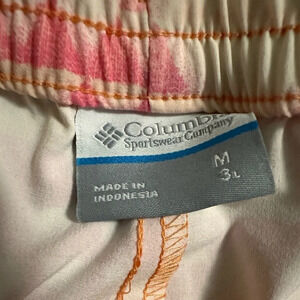 Columbia
Sportswear Company
M
3L
MADE IN
INDONESIA